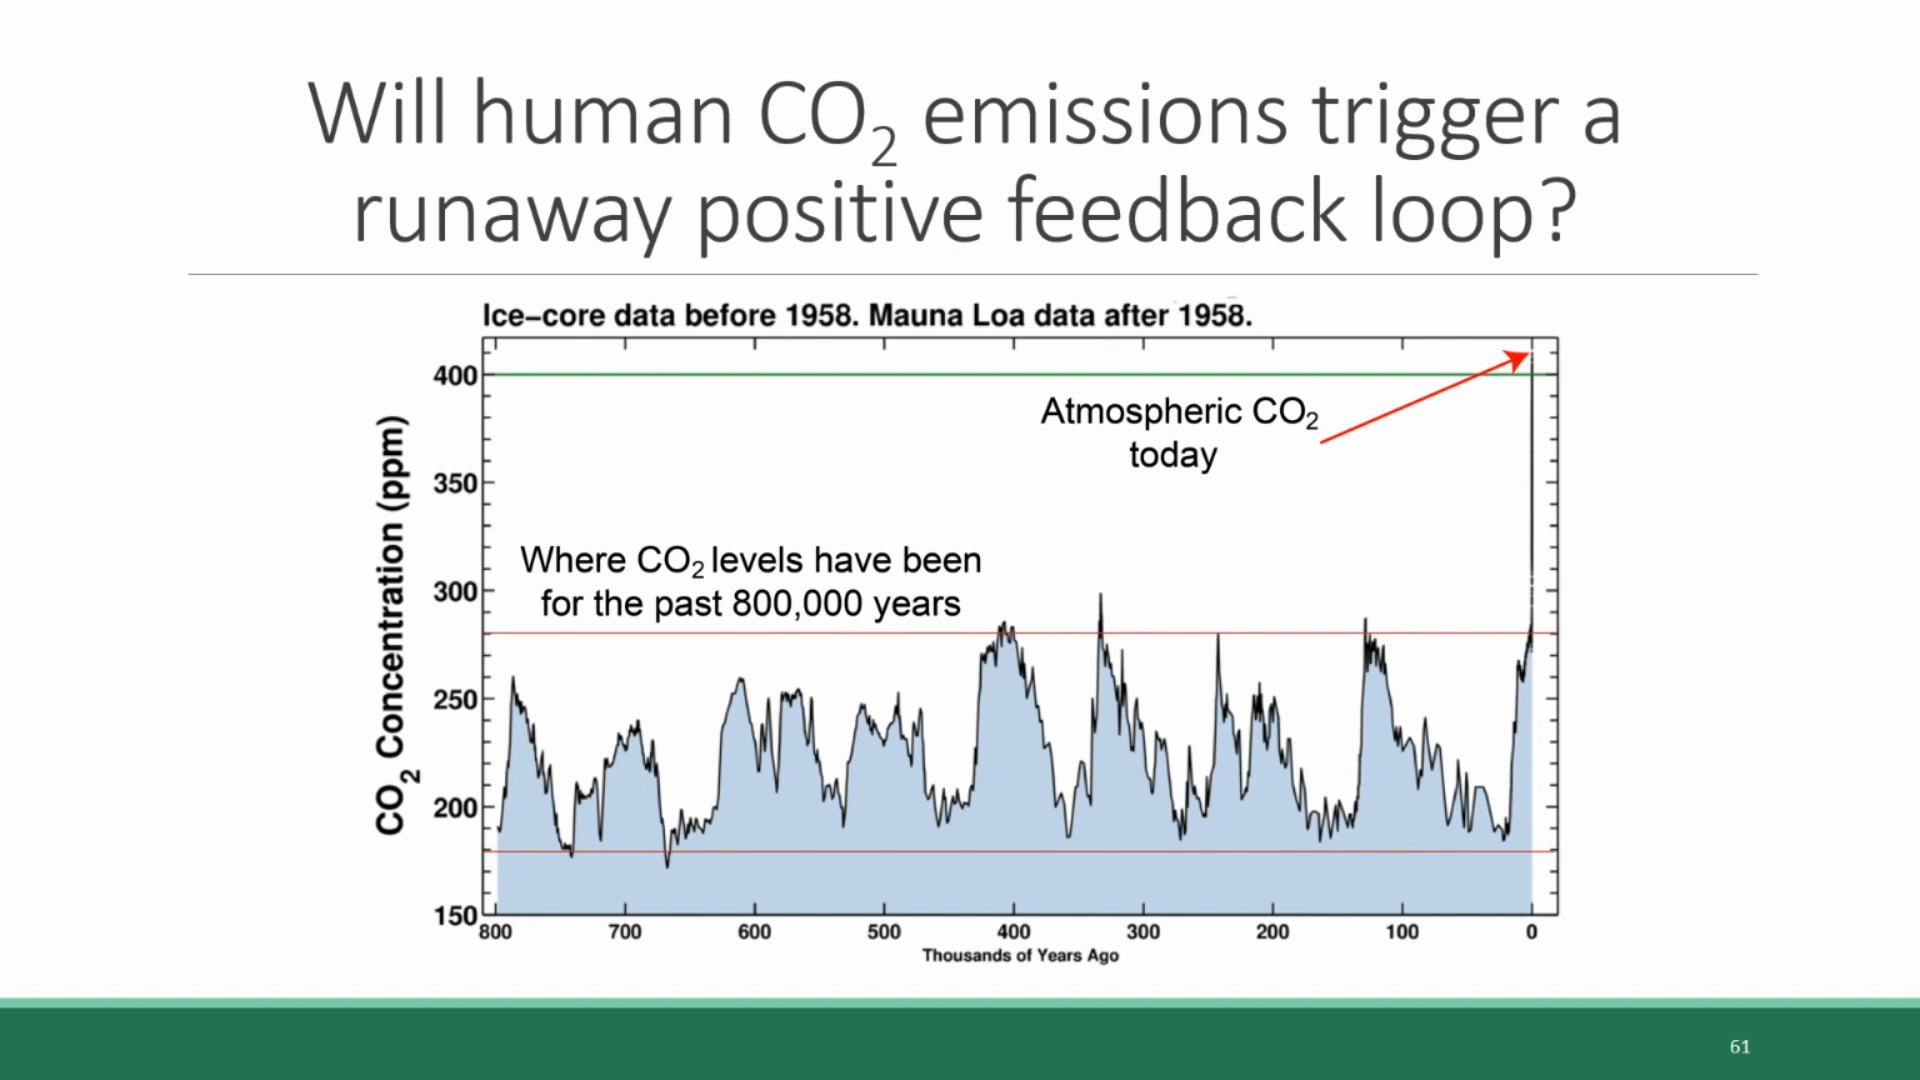 Will human CO₂ emissions trigger a
runaway positive feedback loop?
Ice–core data before 1958. Mauna Loa data after 1958.
CO₂ Concentration (ppm)
400
350
300
250
200
150
Atmospheric CO₂
today
Where CO₂ levels have been
for the past 800,000 years
800 700 600 500 400 300 200 100 0
Thousands of Years Ago
61